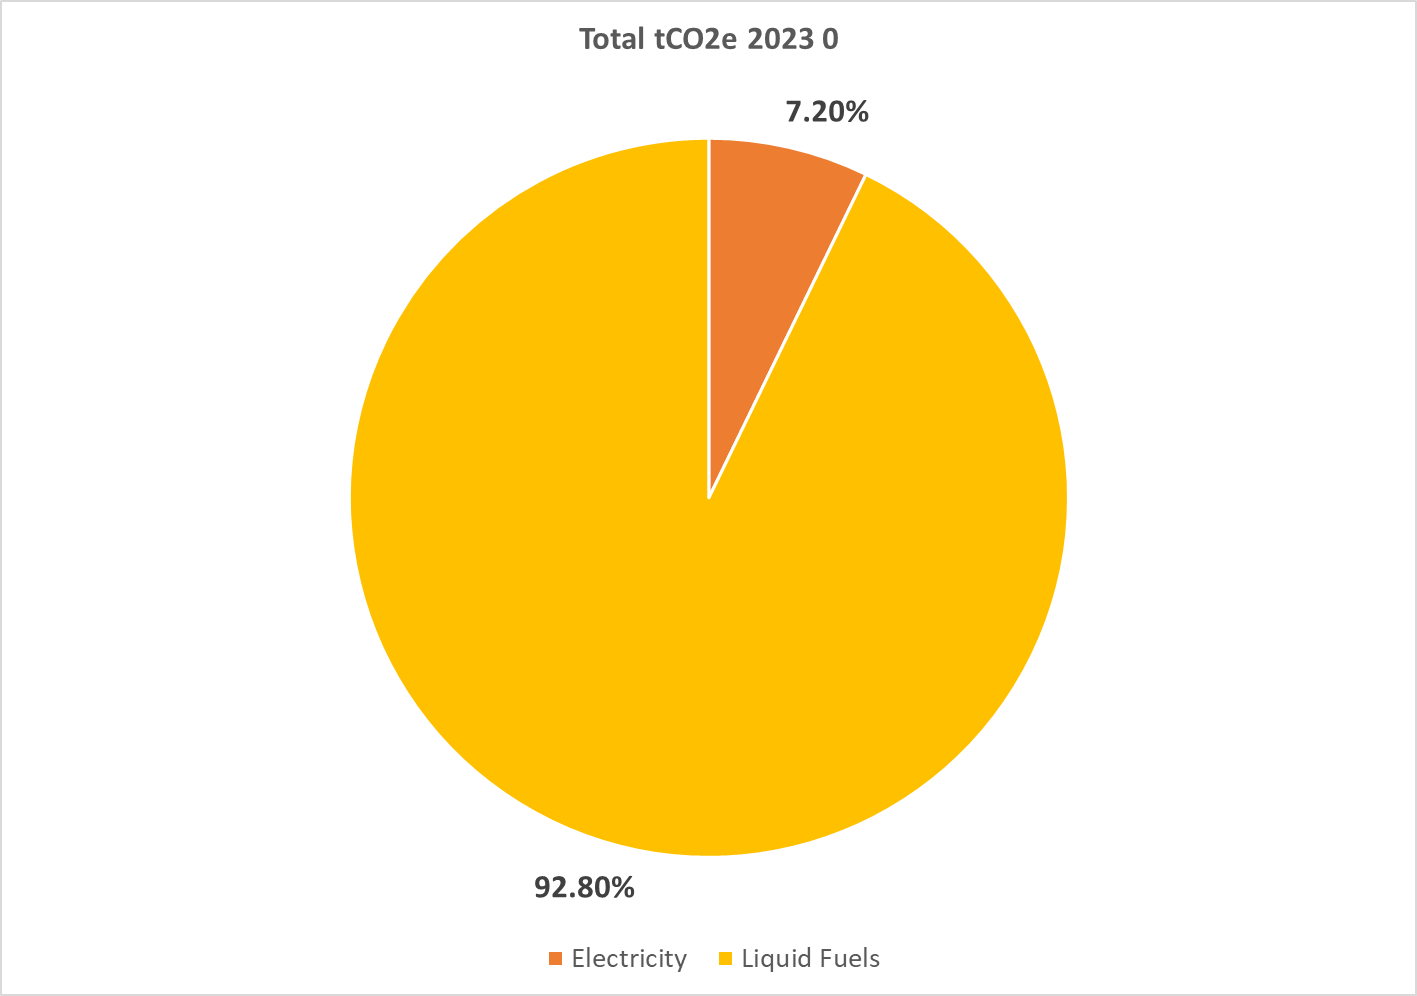 Total tCO2e 2023 0
7.20%
92.80%
Electricity Liquid Fuels